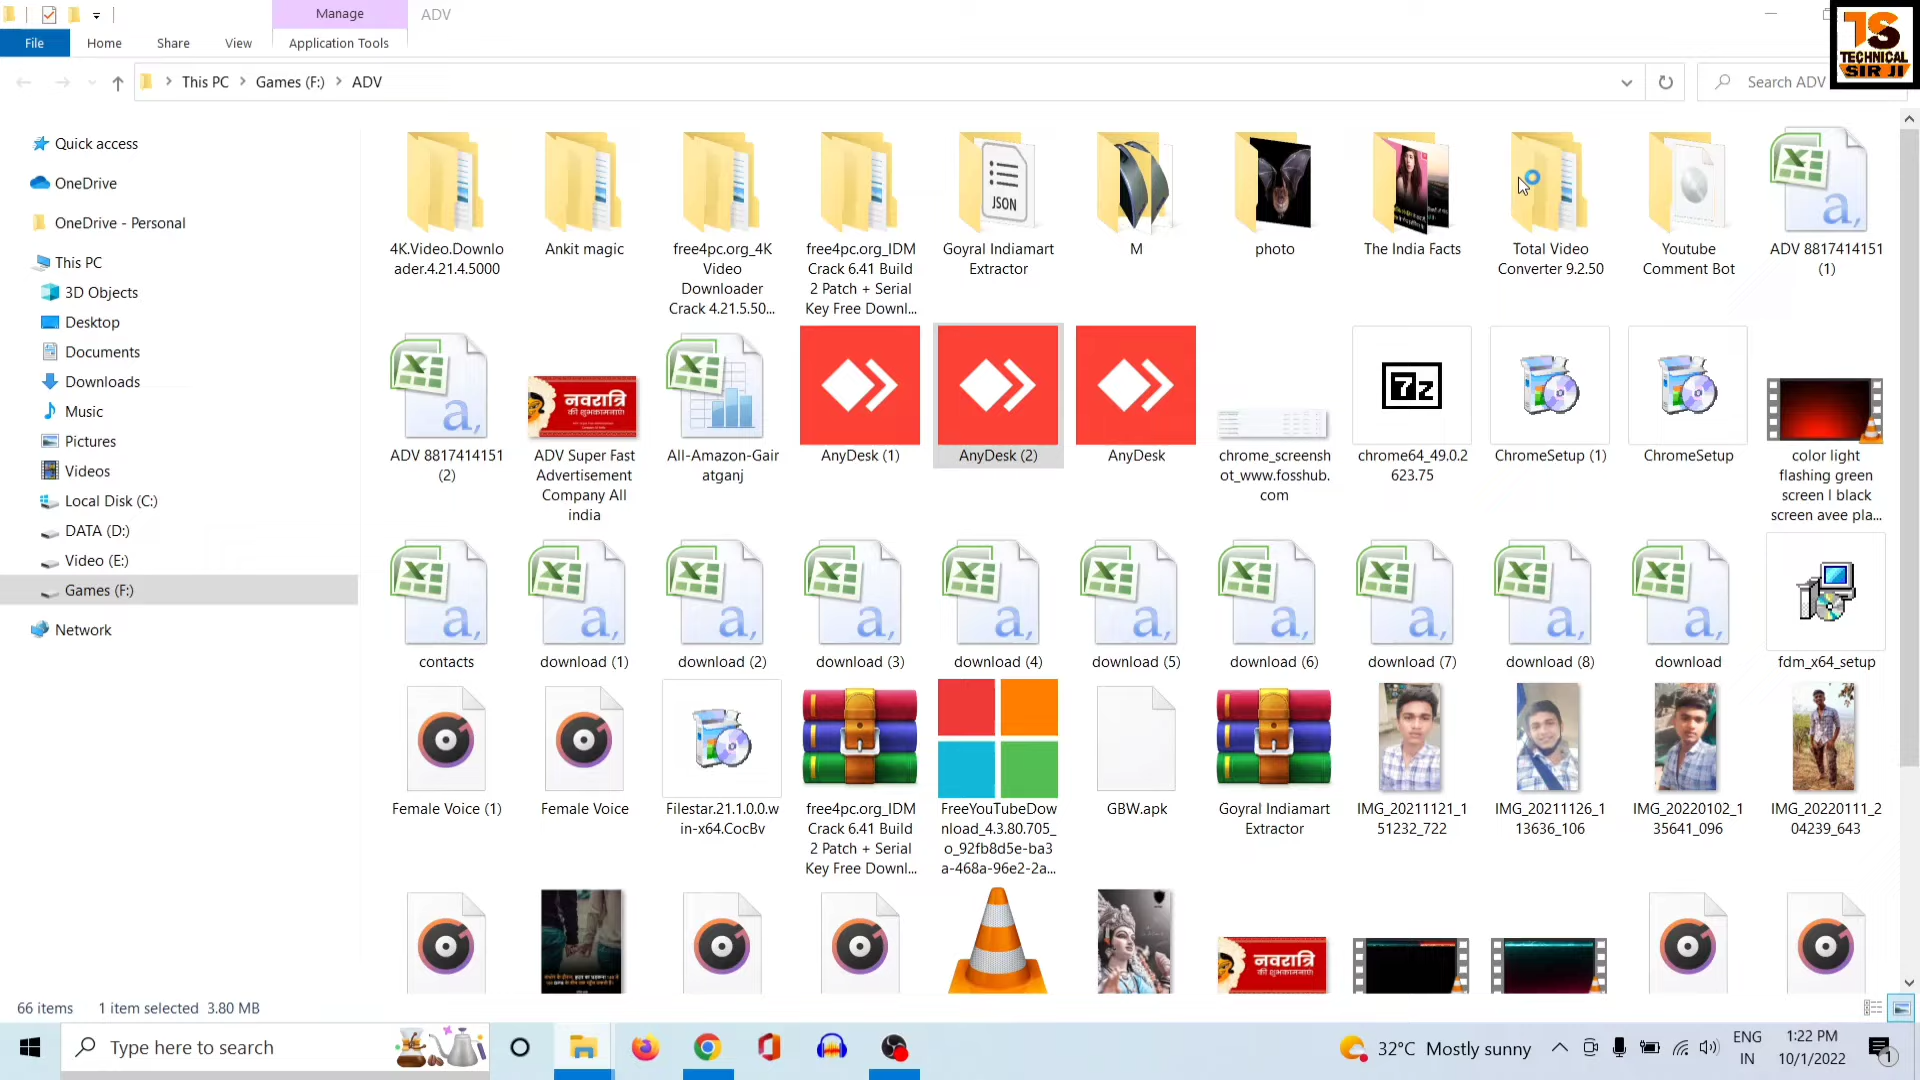 Manage
ADV
File
Home
Share
View
Application Tools
This PC
Games (F:)
ADV
Search ADV
TS
TECHNICAL
SIR JI
Quick access
OneDrive
OneDrive - Personal
This PC
3D Objects
Desktop
Documents
Downloads
Music
Pictures
Videos
Local Disk (C:)
DATA (D:)
Video (E:)
Games (F:)
Network
JSON
a,
4K.Video.Downlo
ader.4.21.4.5000
Ankit magic
free4pc.org_4K
Video
Downloader
Crack 4.21.5.50...
free4pc.org_IDM
Crack 6.41 Build
2 Patch + Serial
Key Free Downl...
Goyral Indiamart
Extractor
M
photo
The India Facts
Total Video
Converter 9.2.50
Youtube
Comment Bot
ADV 8817414151
(1)
a,
नवरात्रि
की शुभकामनाएं!
7z
ADV 8817414151
(2)
ADV Super Fast
Advertisement
Company All
india
All-Amazon-Gair
atganj
AnyDesk (1)
AnyDesk (2)
AnyDesk
chrome_screensh
ot_www.fosshub.
com
chrome64_49.0.2
623.75
ChromeSetup (1)
ChromeSetup
color light
flashing green
screen l black
screen avee pla...
a,
a,
a,
a,
a,
a,
a,
a,
a,
a,
contacts
download (1)
download (2)
download (3)
download (4)
download (5)
download (6)
download (7)
download (8)
download
fdm_x64_setup
Female Voice (1)
Female Voice
Filestar.21.1.0.0.w
in-x64.CocBv
free4pc.org_IDM
Crack 6.41 Build
2 Patch + Serial
Key Free Downl...
FreeYouTubeDow
nload_4.3.80.705_
o_92fb8d5e-ba3
a-468a-96e2-2a...
GBW.apk
Goyral Indiamart
Extractor
IMG_20211121_1
51232_722
IMG_20211126_1
13636_106
IMG_20220102_1
35641_096
IMG_20220111_2
04239_643
नवरात्रि
की शुभकामनाएं!
66 items
1 item selected 3.80 MB
Type here to search
32°C Mostly sunny
ENG
IN
1:22 PM
10/1/2022
1